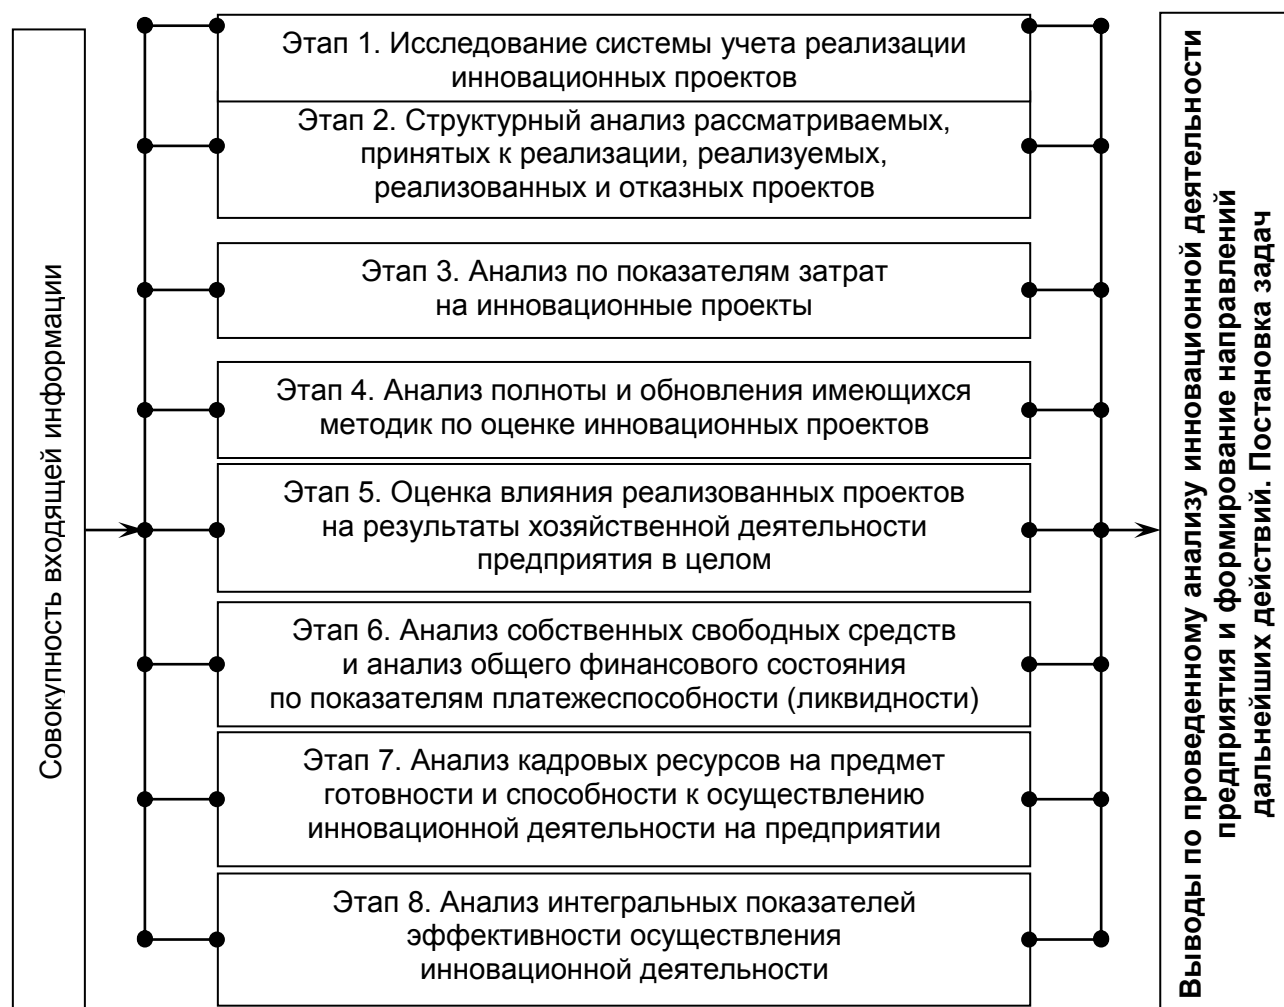 Совокупность входящей информации
Этап 1. Исследование системы учета реализации
инновационных проектов
Этап 2. Структурный анализ рассматриваемых,
принятых к реализации, реализуемых,
реализованных и отказных проектов
Этап 3. Анализ по показателям затрат
на инновационные проекты
Этап 4. Анализ полноты и обновления имеющихся
методик по оценке инновационных проектов
Этап 5. Оценка влияния реализованных проектов
на результаты хозяйственной деятельности
предприятия в целом
Этап 6. Анализ собственных свободных средств
и анализ общего финансового состояния
по показателям платежеспособности (ликвидности)
Этап 7. Анализ кадровых ресурсов на предмет
готовности и способности к осуществлению
инновационной деятельности на предприятии
Этап 8. Анализ интегральных показателей
эффективности осуществления
инновационной деятельности
Выводы по проведенному анализу инновационной деятельности
предприятия и формирование направлений
дальнейших действий. Постановка задач